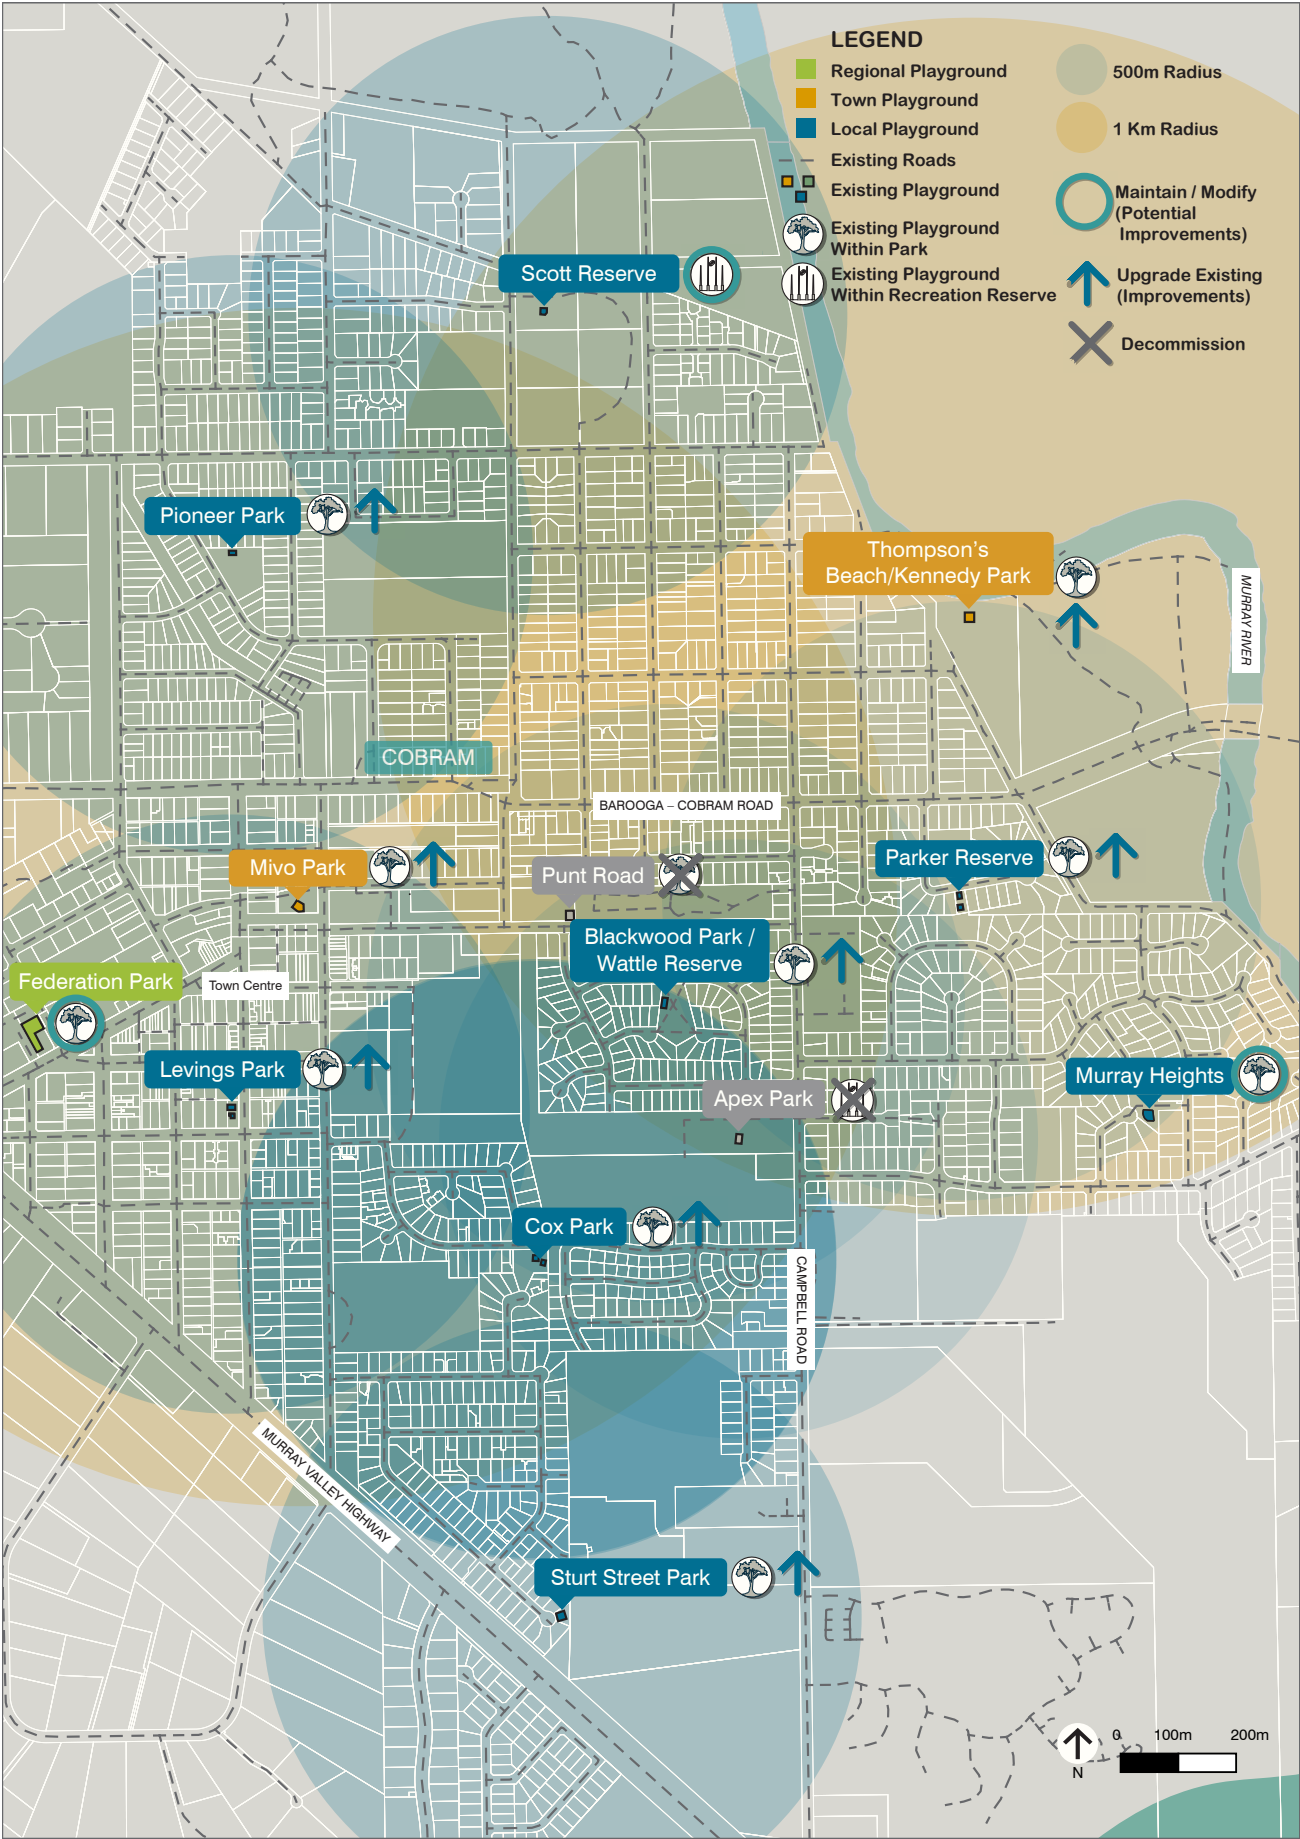 LEGEND
Regional Playground
Town Playground
Local Playground
Existing Roads
Existing Playground
Existing Playground
Within Park
Existing Playground
Within Recreation Reserve
500m Radius
1 Km Radius
Maintain / Modify
(Potential
Improvements)
Upgrade Existing
(Improvements)
Decommission
Scott Reserve
Pioneer Park
Thompson's
Beach/Kennedy Park
MURRAY RIVER
COBRAM
BAROOGA – COBRAM ROAD
Mivo Park
Punt Road
Parker Reserve
Blackwood Park /
Wattle Reserve
Federation Park
Town Centre
Levings Park
Apex Park
Murray Heights
Cox Park
CAMPBELL ROAD
MURRAY VALLEY HIGHWAY
Sturt Street Park
0 100m 200m
N